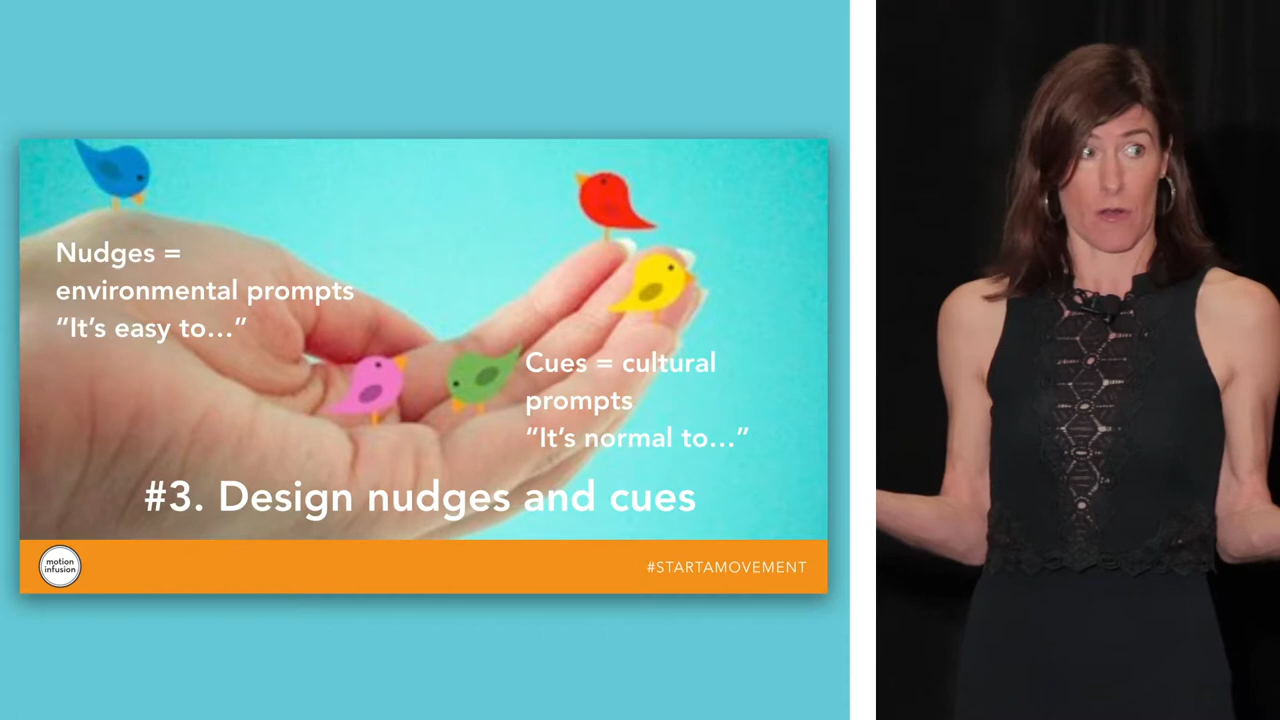 Nudges =
environmental prompts
“It’s easy to…”
Cues = cultural
prompts
“It’s normal to…”
#3. Design nudges and cues
motion
infusion
#STARTAMOVEMENT